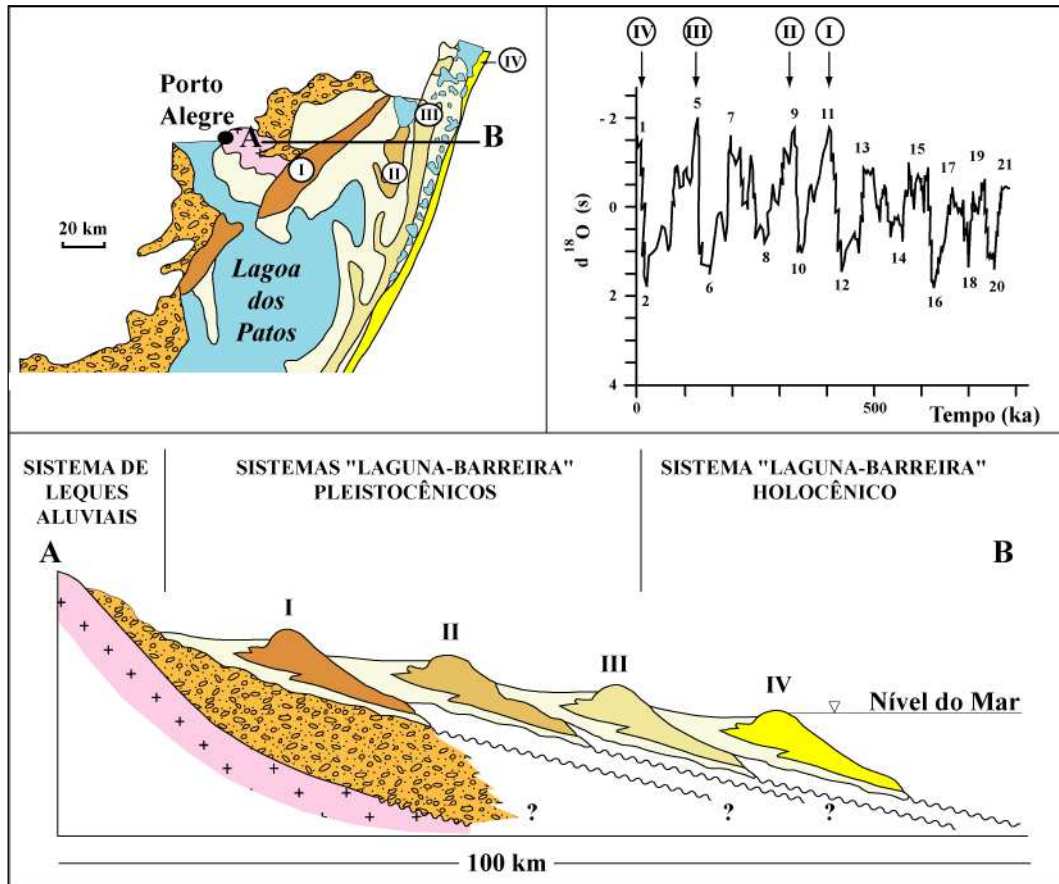 Porto
Alegre
A
B
I
II
III
IV
20 km
Lagoa
dos
Patos
IV
III
II
I
d 18O (s)
- 2
0
2
4
1
2
5
6
7
8
9
10
11
12
13
14
15
16
17
18
19
20
21
0
500
Tempo (ka)
SISTEMA DE
LEQUES
ALUVIAIS
SISTEMAS "LAGUNA-BARREIRA"
PLEISTOCÊNICOS
SISTEMA "LAGUNA-BARREIRA"
HOLOCÊNICO
A
B
I
II
III
IV
Nível do Mar
?
?
?
100 km